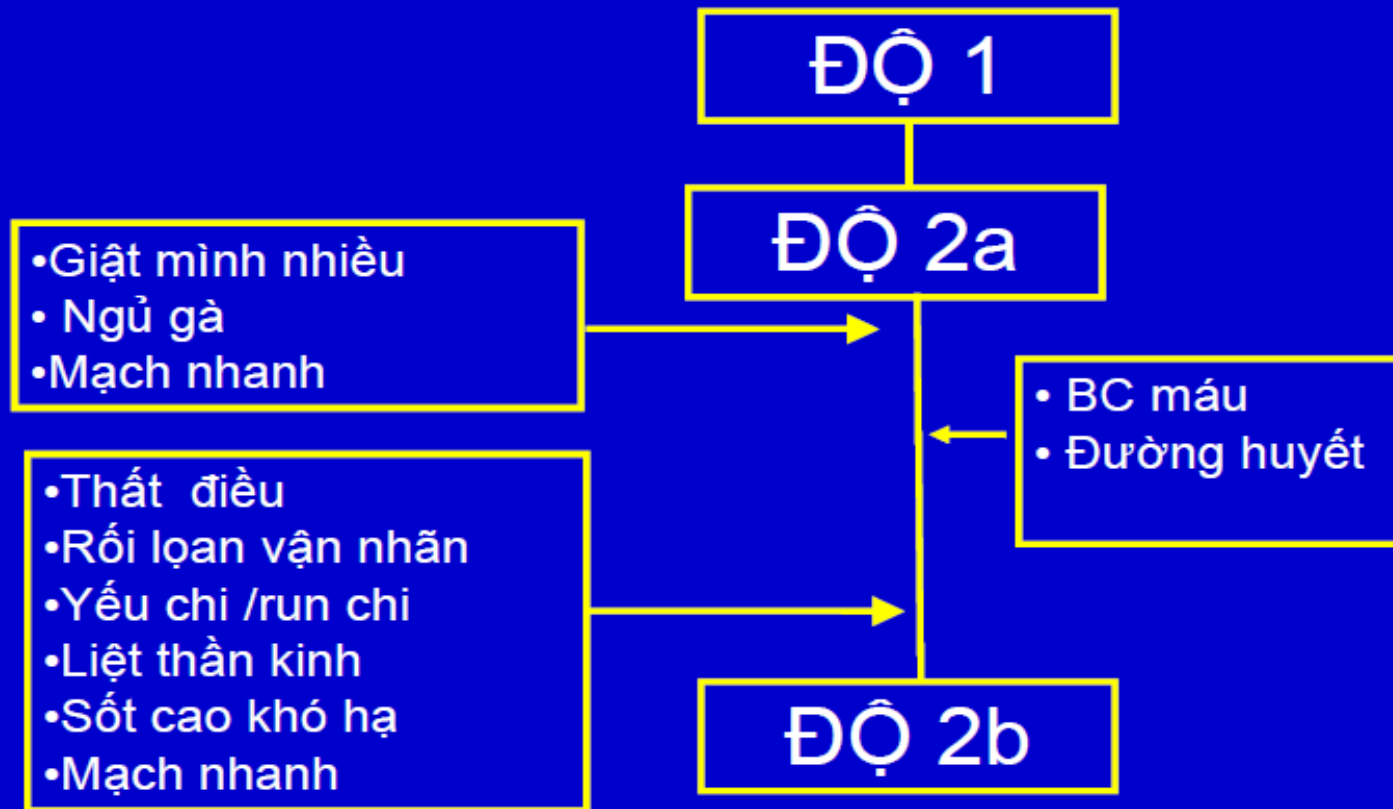 ĐỘ 1
ĐỘ 2a
•Giật mình nhiều
• Ngủ gà
•Mạch nhanh
• BC máu
• Đường huyết
•Thất điều
•Rối lọan vận nhãn
•Yếu chi /run chi
•Liệt thần kinh
•Sốt cao khó hạ
•Mạch nhanh
ĐỘ 2b